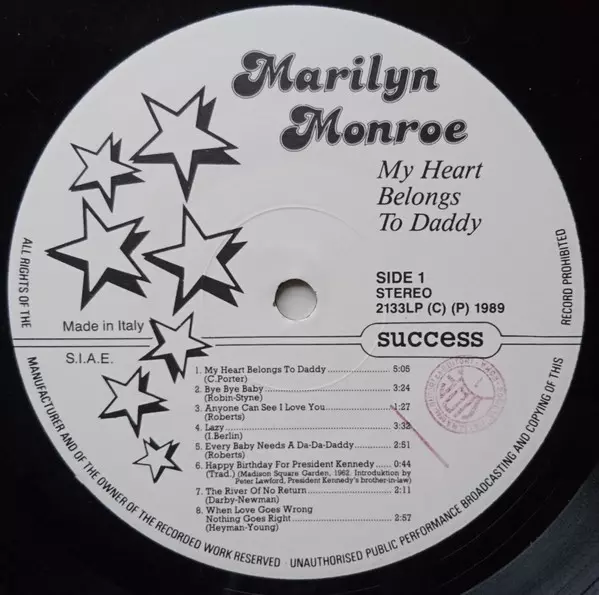 Marilyn
Monroe
My Heart
Belongs
To Daddy
SIDE 1
STEREO
2133LP (C) (P) 1989
success
Made in Italy
S.I.A.E.
1. My Heart Belongs To Daddy 5:05
(C.Porter)
2. Bye Bye Baby 3:24
(Robin-Styne)
3. Anyone Can See I Love You 1:27
(Roberts)
4. Lazy 3:32
(I.Berlin)
5. Every Baby Needs A Da-Da-Daddy 2:51
(Roberts)
6. Happy Birthday For President Kennedy 0:44
(Trad.) (Madison Square Garden, 1962. Introduktion by
Peter Lawford, President Kennedy's brother-in-law)
7. The River Of No Return 2:11
(Darby-Newman)
8. When Love Goes Wrong
Nothing Goes Right 2:57
(Heyman-Young)
ALL RIGHTS OF THE MANUFACTURER AND OF THE OWNER OF THE RECORDED WORK RESERVED - UNAUTHORISED PUBLIC PERFORMANCE BROADCASTING AND COPYING OF THIS RECORD PROHIBITED